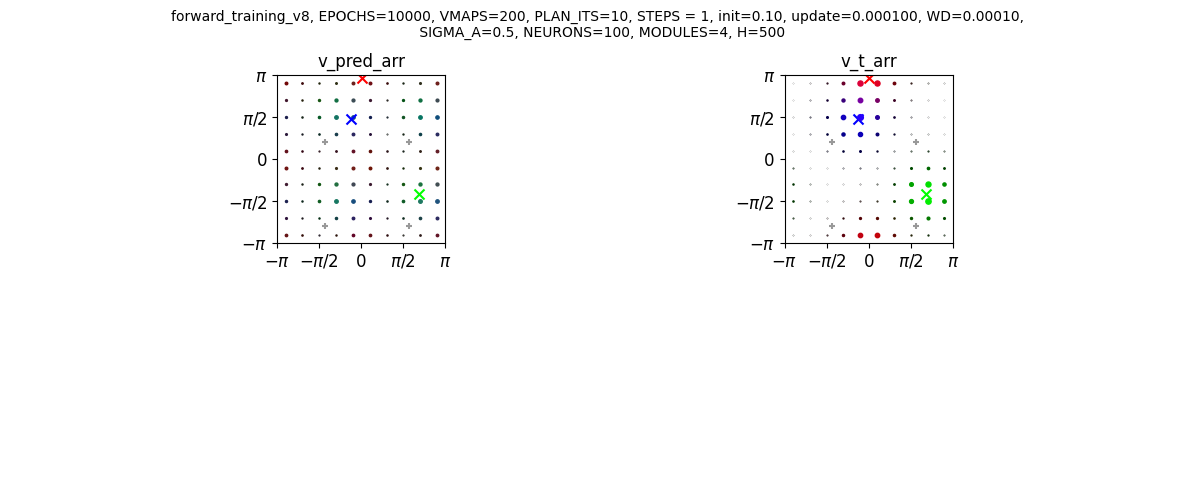 forward_training_v8, EPOCHS=10000, VMAPS=200, PLAN_ITS=10, STEPS = 1, init=0.10, update=0.000100, WD=0.00010,
SIGMA_A=0.5, NEURONS=100, MODULES=4, H=500
v_pred_arr
v_t_arr
π
π/2
0
−π/2
−π
−π
−π/2
0
π/2
π
π
π/2
0
−π/2
−π
−π
−π/2
0
π/2
π